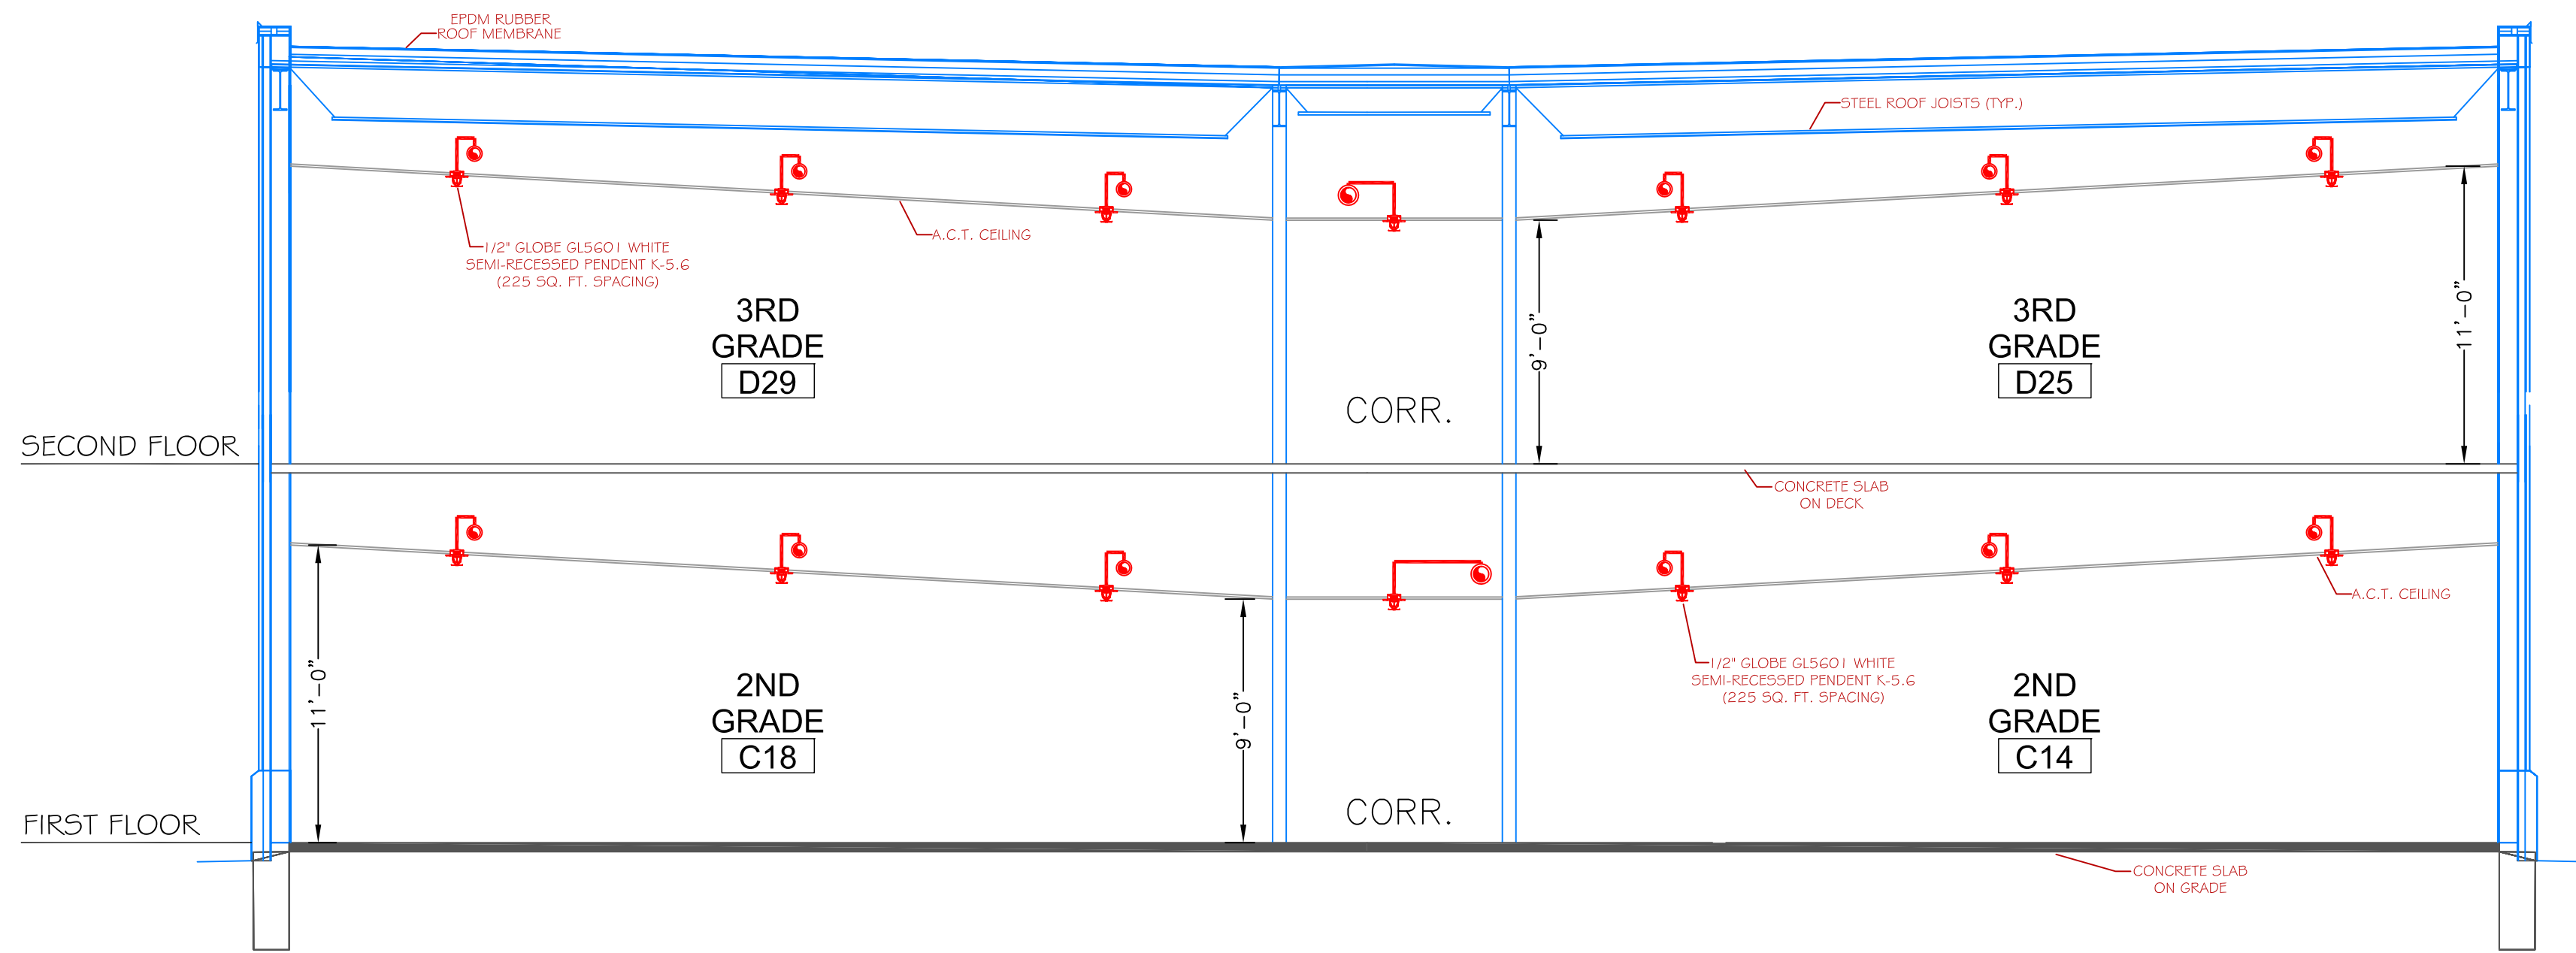 EPDM RUBBER
ROOF MEMBRANE
STEEL ROOF JOISTS (TYP.)
A.C.T. CEILING
1/2" GLOBE GL5601 WHITE
SEMI-RECESSED PENDENT K-5.6
(225 SQ. FT. SPACING)
3RD
GRADE
D29
9'-0"
3RD
GRADE
D25
11'-0"
CORR.
SECOND FLOOR
CONCRETE SLAB
ON DECK
A.C.T. CEILING
1/2" GLOBE GL5601 WHITE
SEMI-RECESSED PENDENT K-5.6
(225 SQ. FT. SPACING)
11'-0"
2ND
GRADE
C18
9'-0"
2ND
GRADE
C14
CORR.
FIRST FLOOR
CONCRETE SLAB
ON GRADE